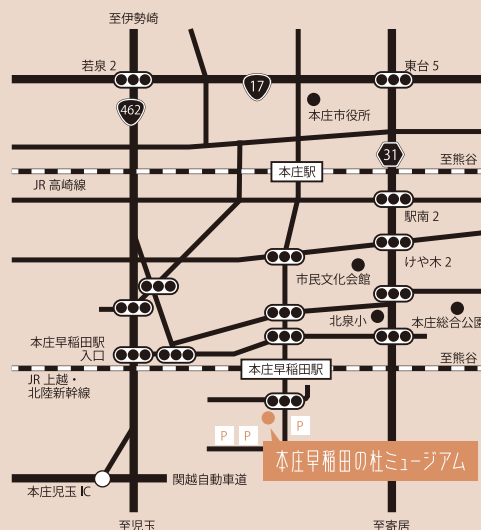 至伊勢崎
若泉 2
東台 5
17
462
本庄市役所
31
本庄駅
至熊谷
JR 高崎線
駅南 2
けや木 2
市民文化会館
北泉小
本庄総合公園
本庄早稲田駅
入口
本庄早稲田駅
至熊谷
JR 上越・
北陸新幹線
P
P
P
本庄早稲田の杜ミュージアム
関越自動車道
本庄児玉 IC
至児玉
至寄居